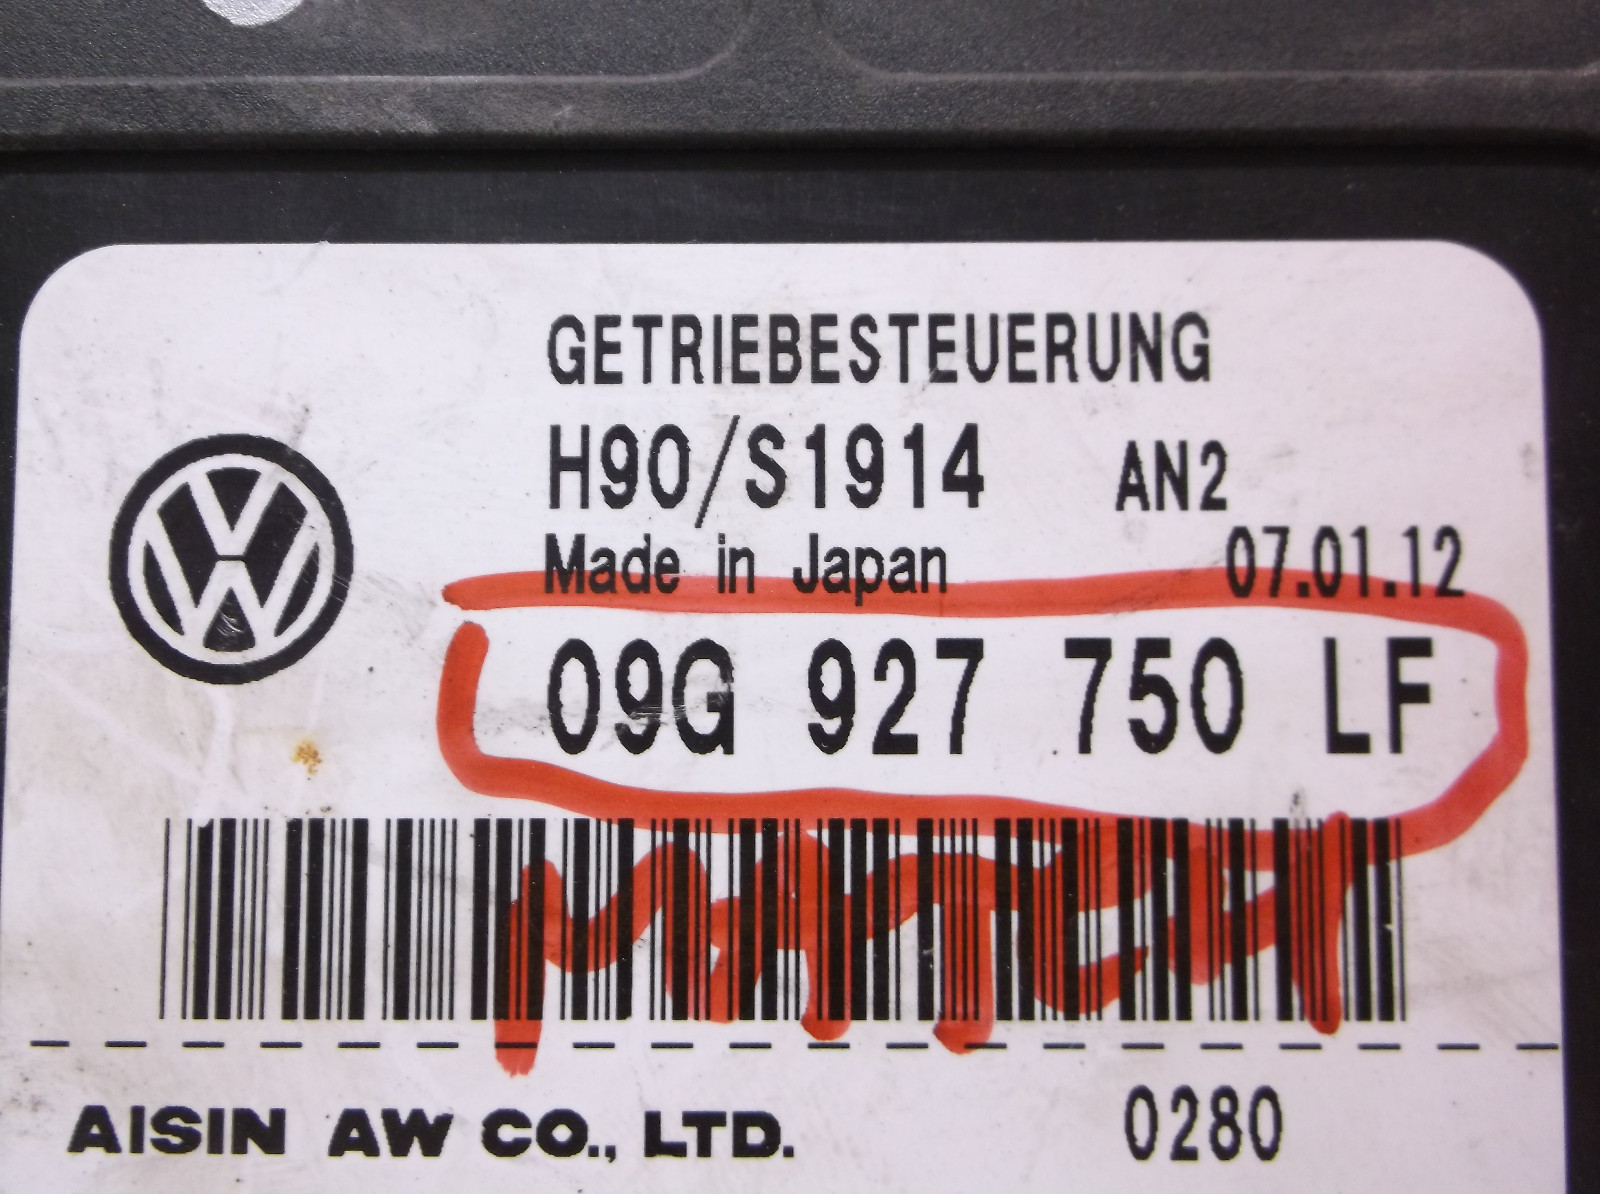 GETRIEBESTEUERUNG
H90/S1914 AN2
Made in Japan 07.01.12
09G 927 750 LF
MATCH
AISIN AW CO., LTD. 0280